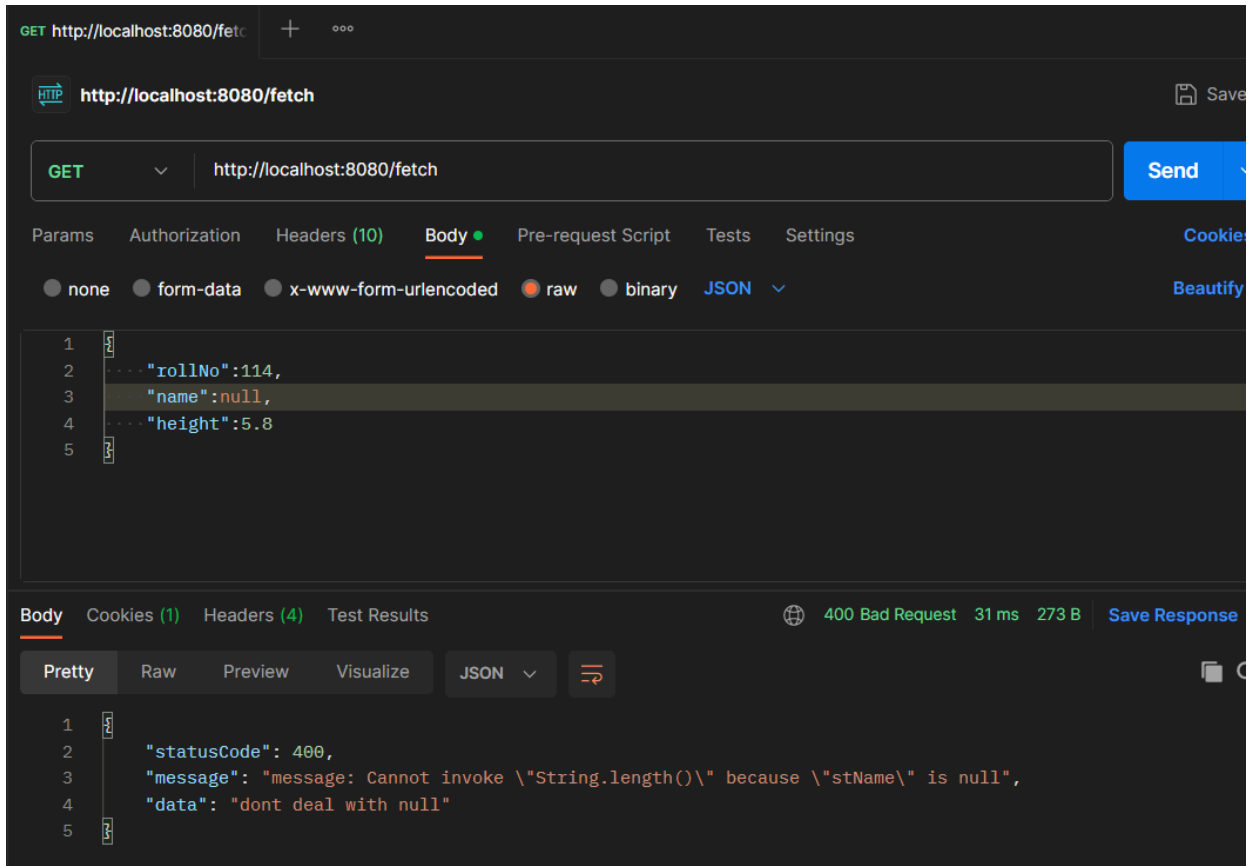 GET http://localhost:8080/fetc
HTTP http://localhost:8080/fetch
Save
GET http://localhost:8080/fetch
Send
Params Authorization Headers (10) Body Pre-request Script Tests Settings Cookies
none form-data x-www-form-urlencoded raw binary JSON Beautify
1 {
2 ····"rollNo":114,
3 ····"name":null,
4 ····"height":5.8
5 }
Body Cookies (1) Headers (4) Test Results 400 Bad Request 31 ms 273 B Save Response
Pretty Raw Preview Visualize JSON
1 {
2 "statusCode": 400,
3 "message": "message: Cannot invoke \"String.length()\" because \"stName\" is null",
4 "data": "dont deal with null"
5 }